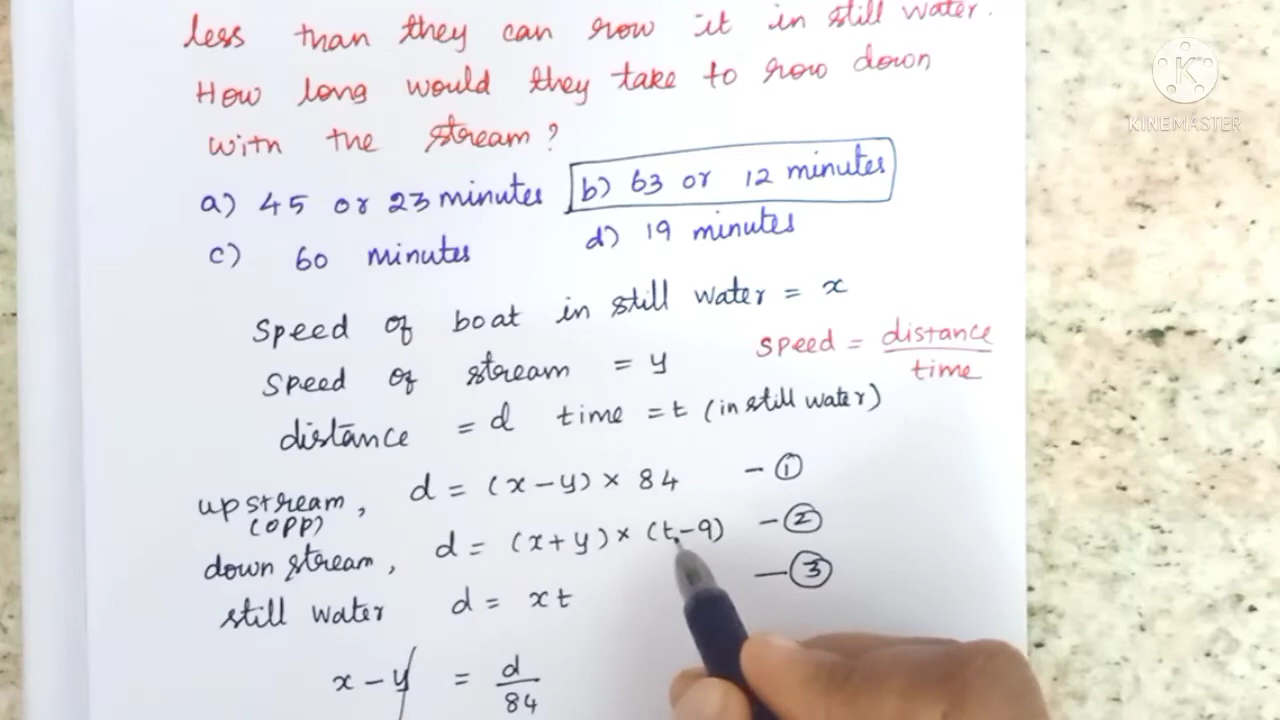 less than they can row it in still water.
How long would they take to row down
with the stream?
a) 45 or 23 minutes b) 63 or 12 minutes
c) 60 minutes d) 19 minutes
Speed of boat in still water = x
Speed of stream = y speed = distance / time
distance = d time = t (in still water)
upstream, d = (x-y) × 84 - ①
(OPP)
down stream, d = (x+y) × (t-9) - ②
still water d = xt — ③
x - y = d / 84
KINEMASTER